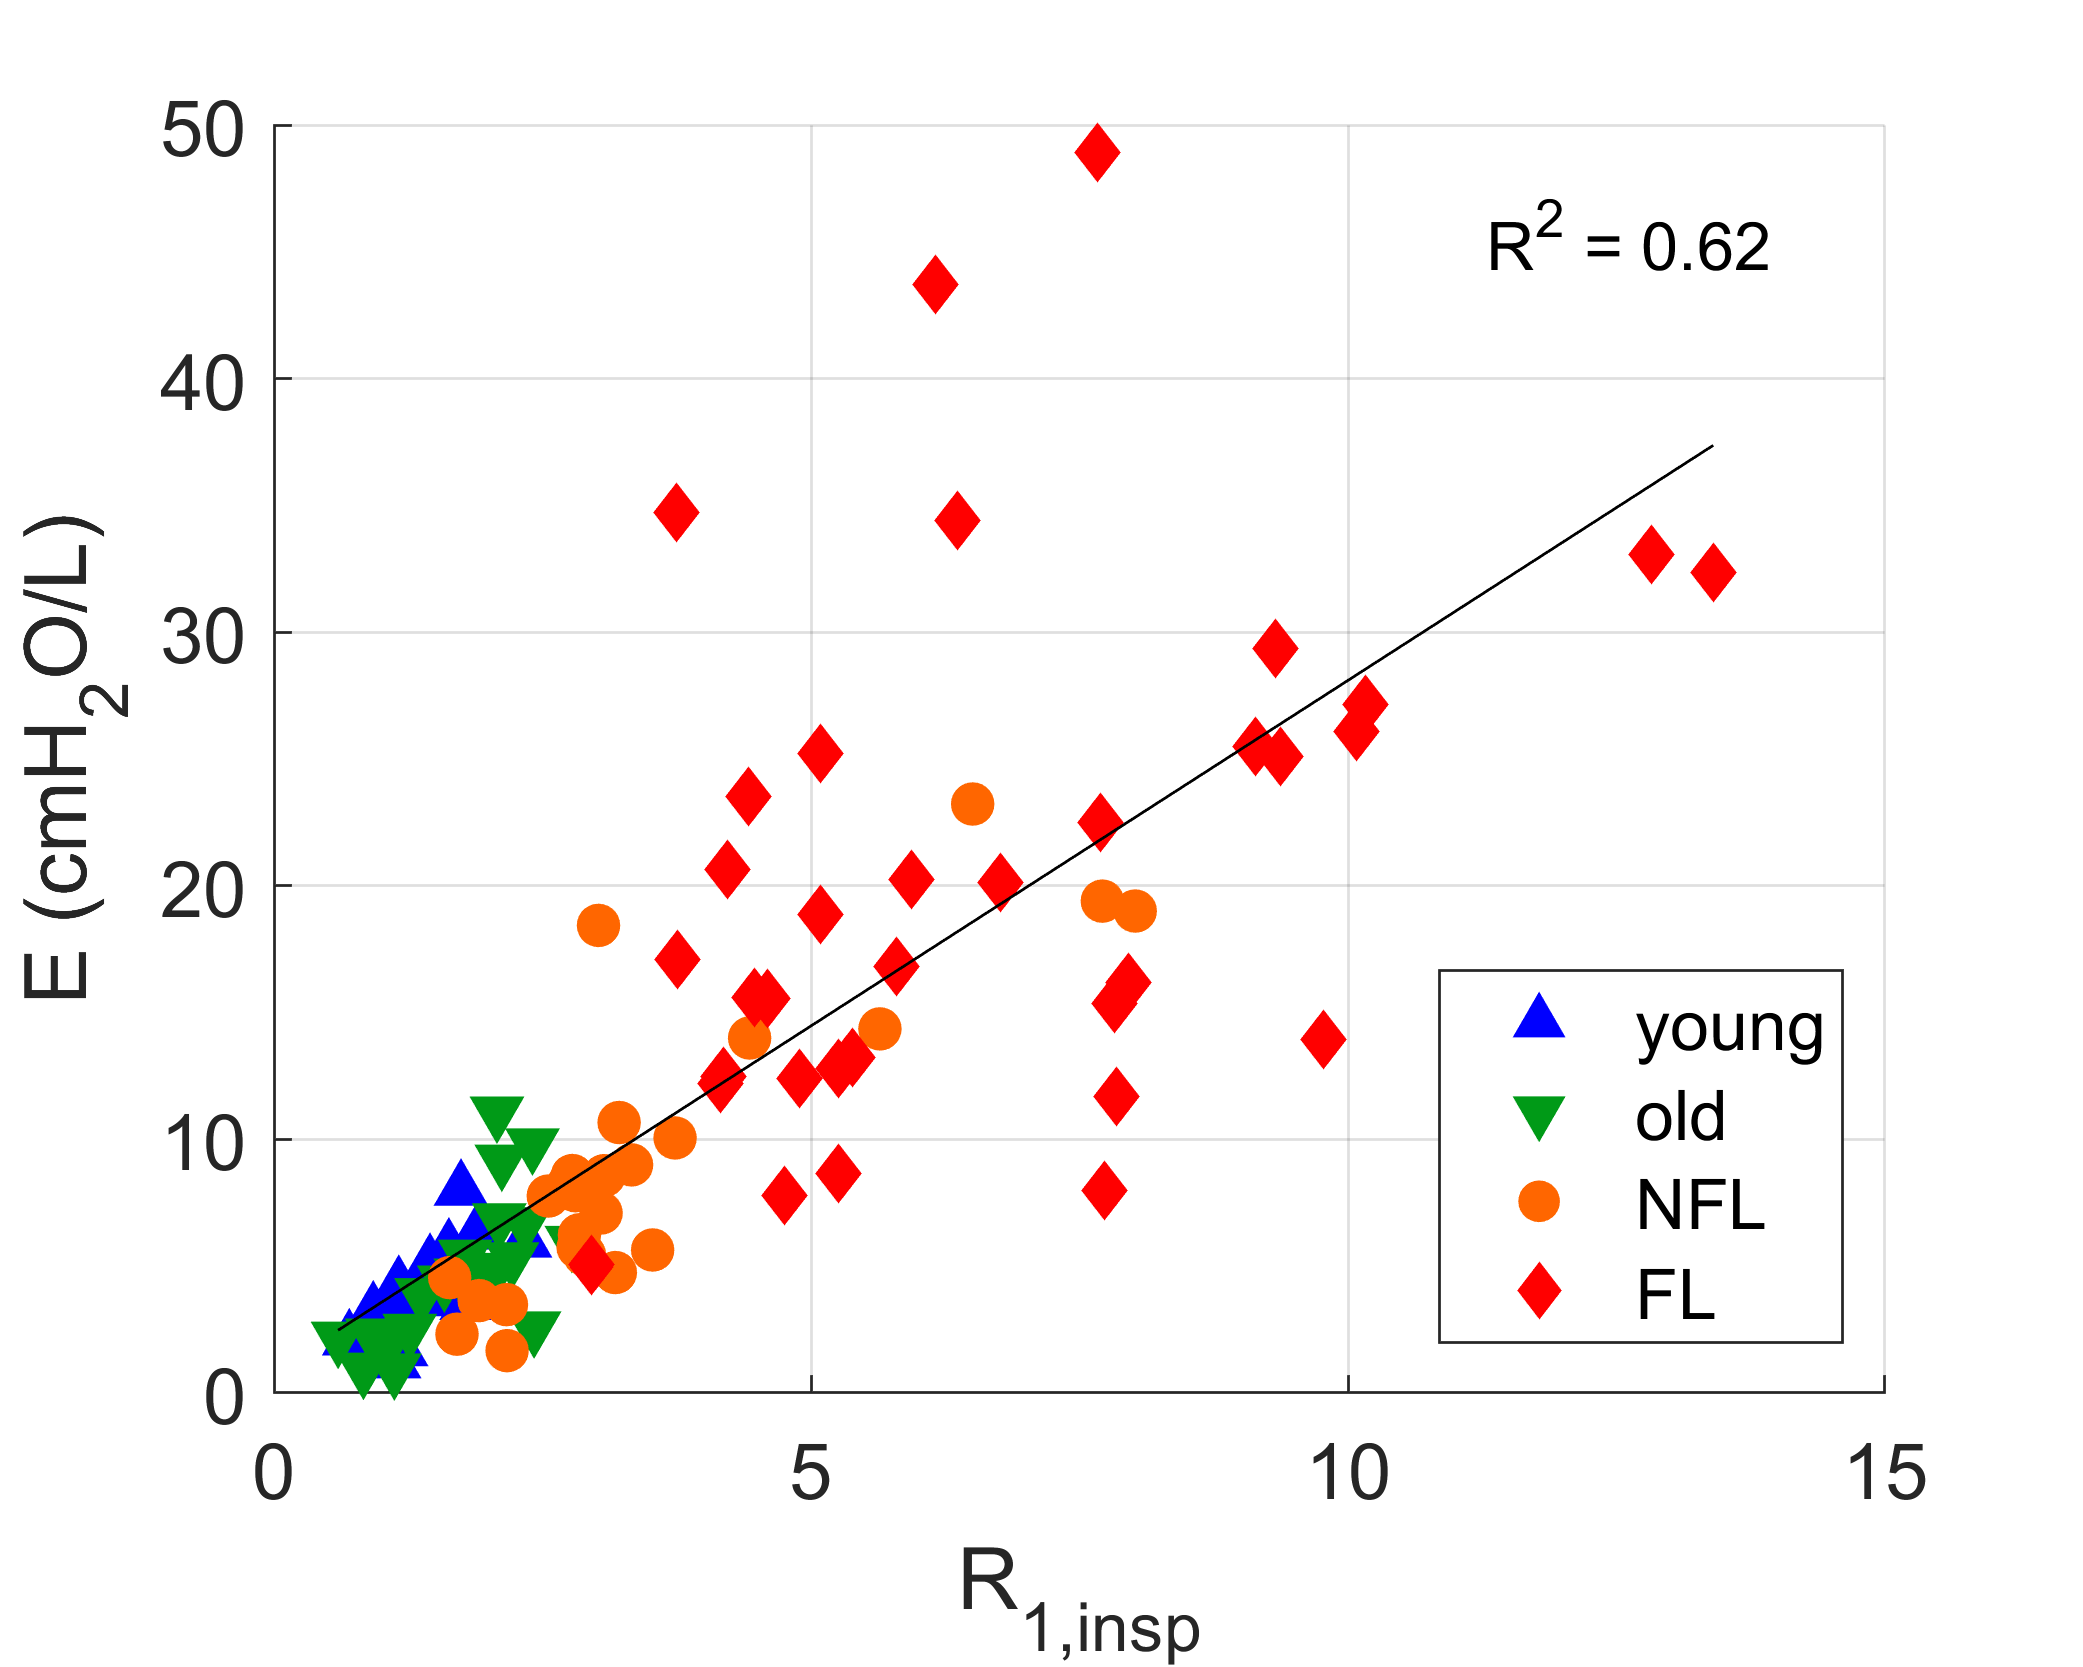 50
40
30
20
10
0
0 5 10 15
E (cmH₂O/L)
R₁,insp
R² = 0.62
young
old
NFL
FL